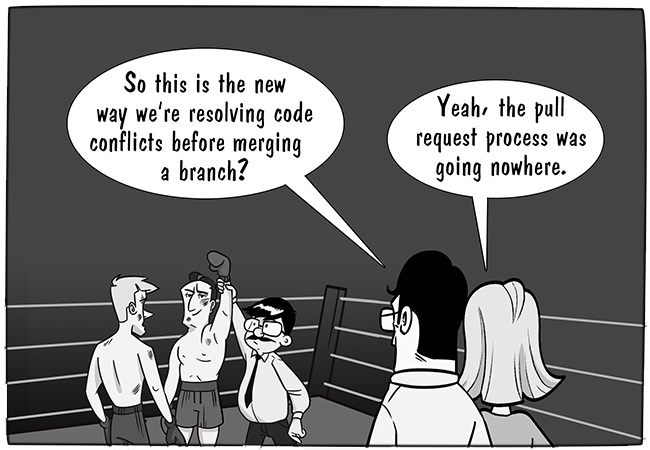 So this is the new
way we're resolving code
conflicts before merging
a branch?
Yeah, the pull
request process was
going nowhere.